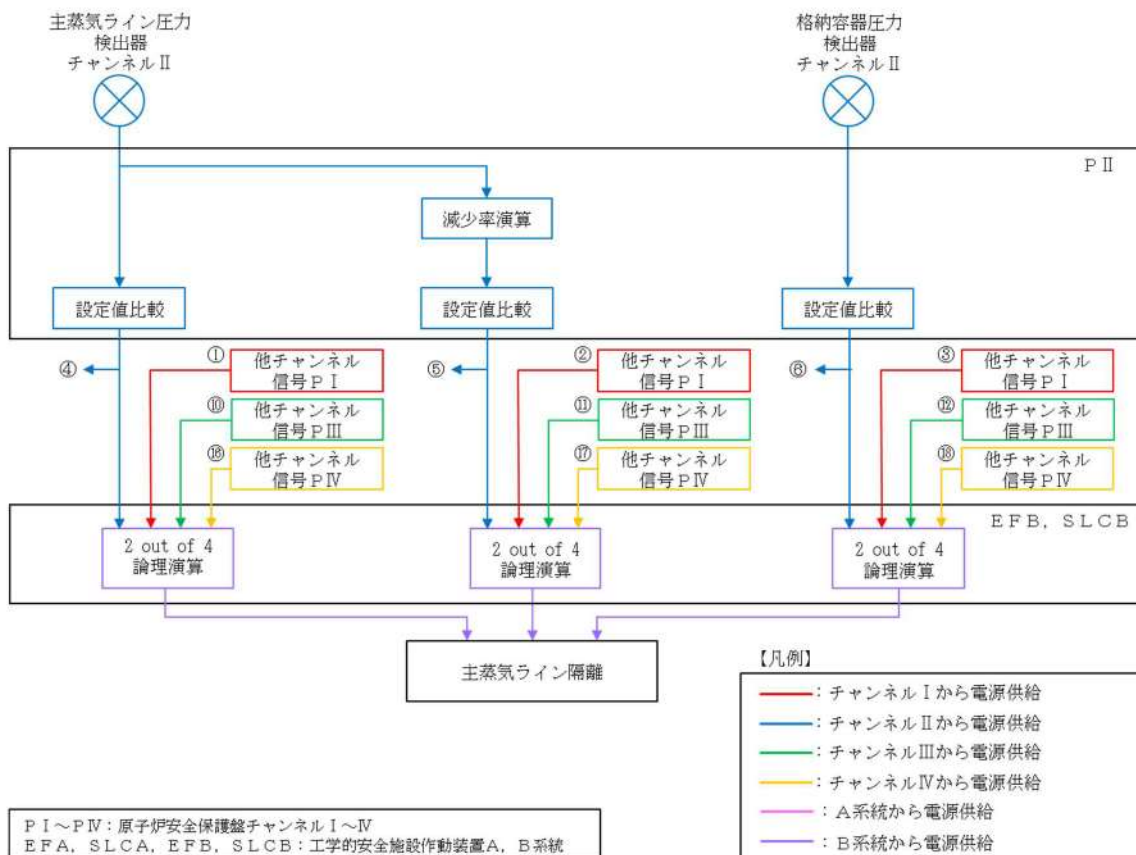 主蒸気ライン圧力
検出器
チャンネルⅡ
格納容器圧力
検出器
チャンネルⅡ
PⅡ
減少率演算
設定値比較
設定値比較
設定値比較
④
①
他チャンネル
信号PⅠ
⑩
他チャンネル
信号PⅢ
⑯
他チャンネル
信号PⅣ
⑤
②
他チャンネル
信号PⅠ
⑪
他チャンネル
信号PⅢ
⑰
他チャンネル
信号PⅣ
⑥
③
他チャンネル
信号PⅠ
⑫
他チャンネル
信号PⅢ
⑱
他チャンネル
信号PⅣ
EFB，SLCB
2 out of 4
論理演算
2 out of 4
論理演算
2 out of 4
論理演算
主蒸気ライン隔離
【凡例】
：チャンネルⅠから電源供給
：チャンネルⅡから電源供給
：チャンネルⅢから電源供給
：チャンネルⅣから電源供給
：A系統から電源供給
：B系統から電源供給
PⅠ～PⅣ：原子炉安全保護盤チャンネルⅠ～Ⅳ
EFA，SLCA，EFB，SLCB：工学的安全施設作動装置A，B系統